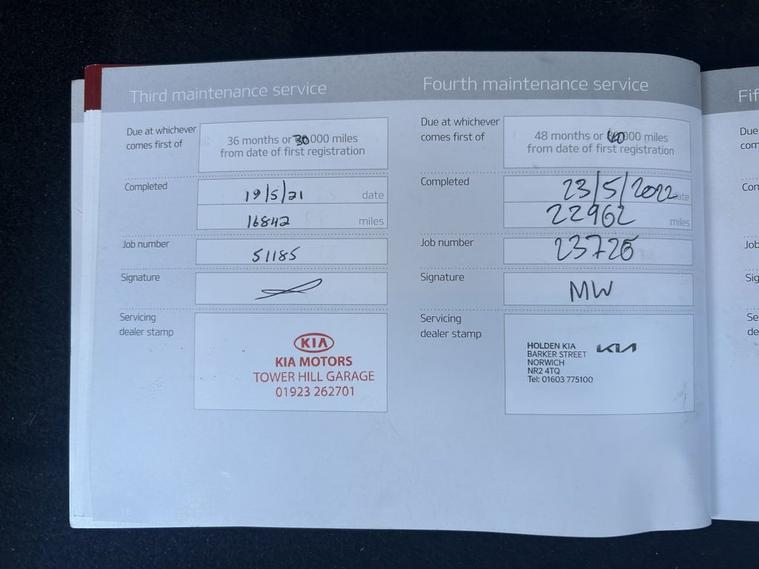 Third maintenance service
Due at whichever
comes first of
36 months or 30,000 miles
from date of first registration
Completed
19/5/21 date
16842 miles
Job number
51185
Signature
Servicing
dealer stamp
KIA
KIA MOTORS
TOWER HILL GARAGE
01923 262701
Fourth maintenance service
Due at whichever
comes first of
48 months or 40,000 miles
from date of first registration
Completed
23/5/2022 date
22962 miles
Job number
23726
Signature
MW
Servicing
dealer stamp
HOLDEN KIA
BARKER STREET
NORWICH
NR2 4TQ
Tel: 01603 775100
KIA
Fif
Due
com
Con
Job
Sig
Se
de